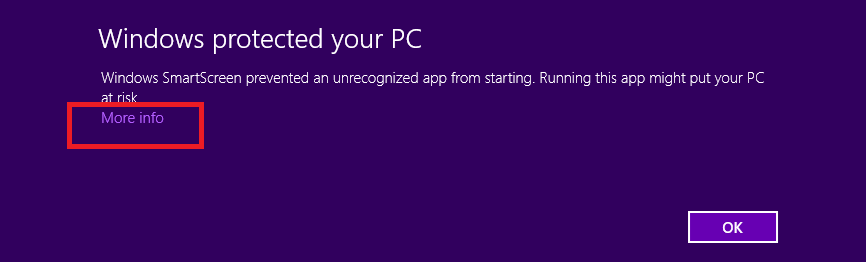 Windows protected your PC
Windows SmartScreen prevented an unrecognized app from starting. Running this app might put your PC
at risk
More info
OK